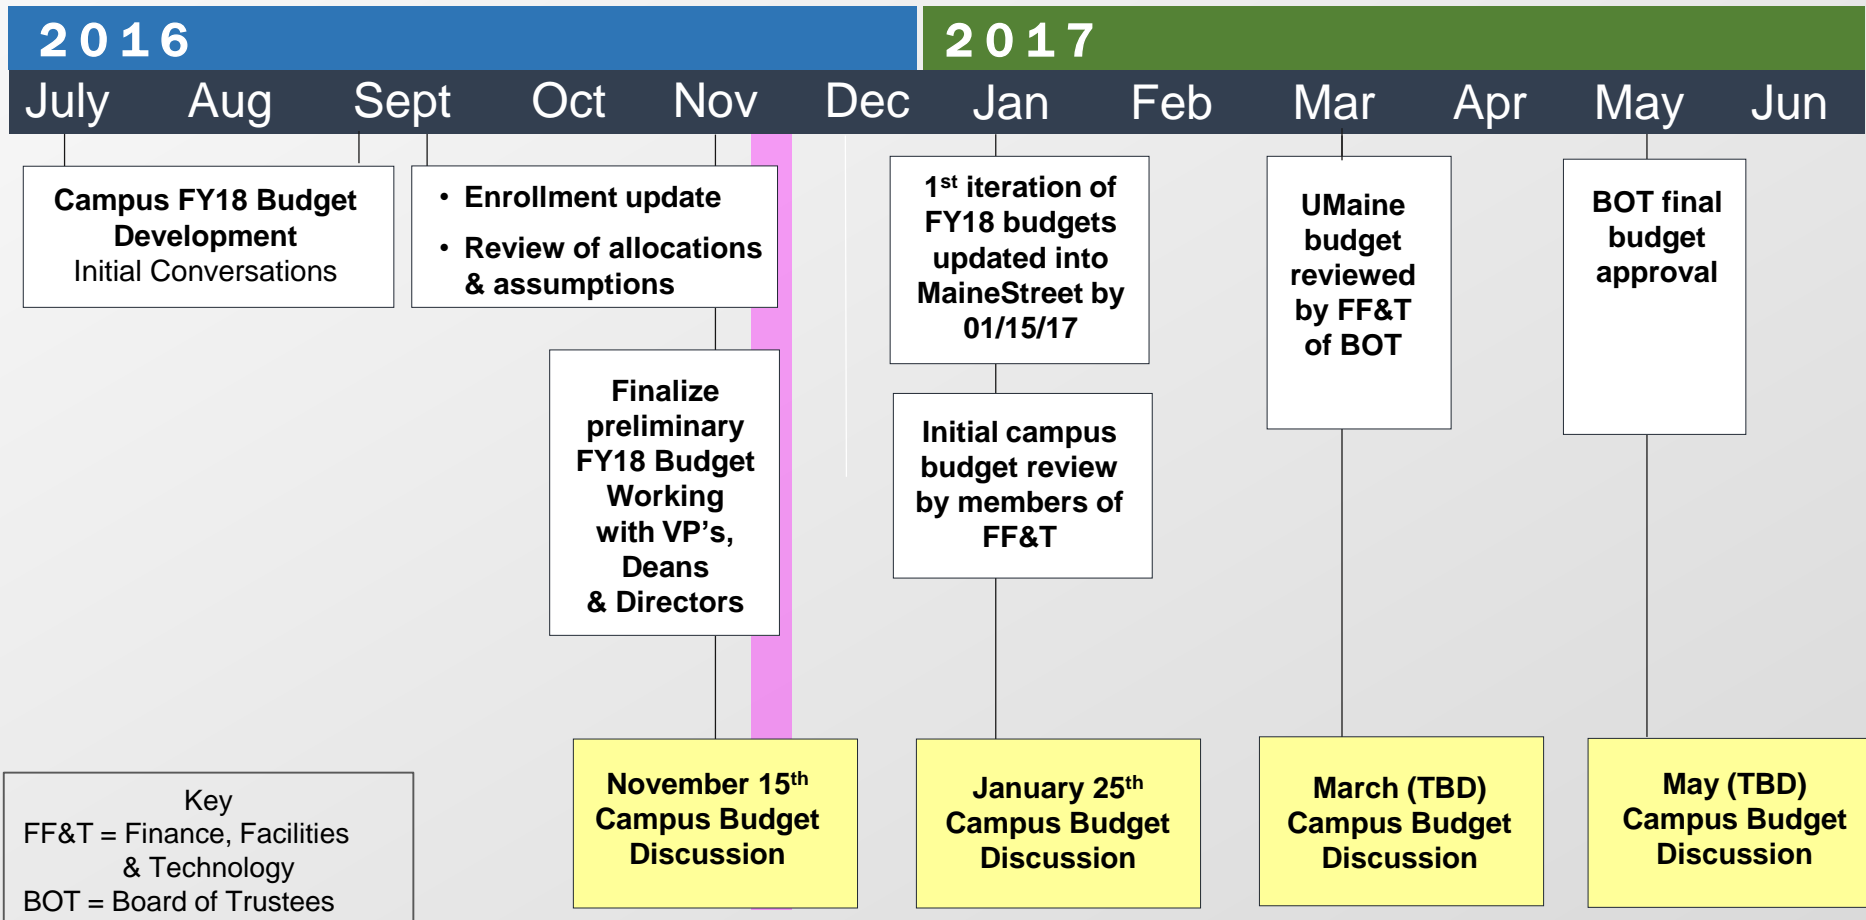 2016
2017
July Aug Sept Oct Nov Dec Jan Feb Mar Apr May Jun
Campus FY18 Budget
Development
Initial Conversations
• Enrollment update
• Review of allocations
& assumptions
Finalize
preliminary
FY18 Budget
Working
with VP’s,
Deans
& Directors
1st iteration of
FY18 budgets
updated into
MaineStreet by
01/15/17
Initial campus
budget review
by members of
FF&T
UMaine
budget
reviewed
by FF&T
of BOT
BOT final
budget
approval
November 15th
Campus Budget
Discussion
January 25th
Campus Budget
Discussion
March (TBD)
Campus Budget
Discussion
May (TBD)
Campus Budget
Discussion
Key
FF&T = Finance, Facilities
& Technology
BOT = Board of Trustees